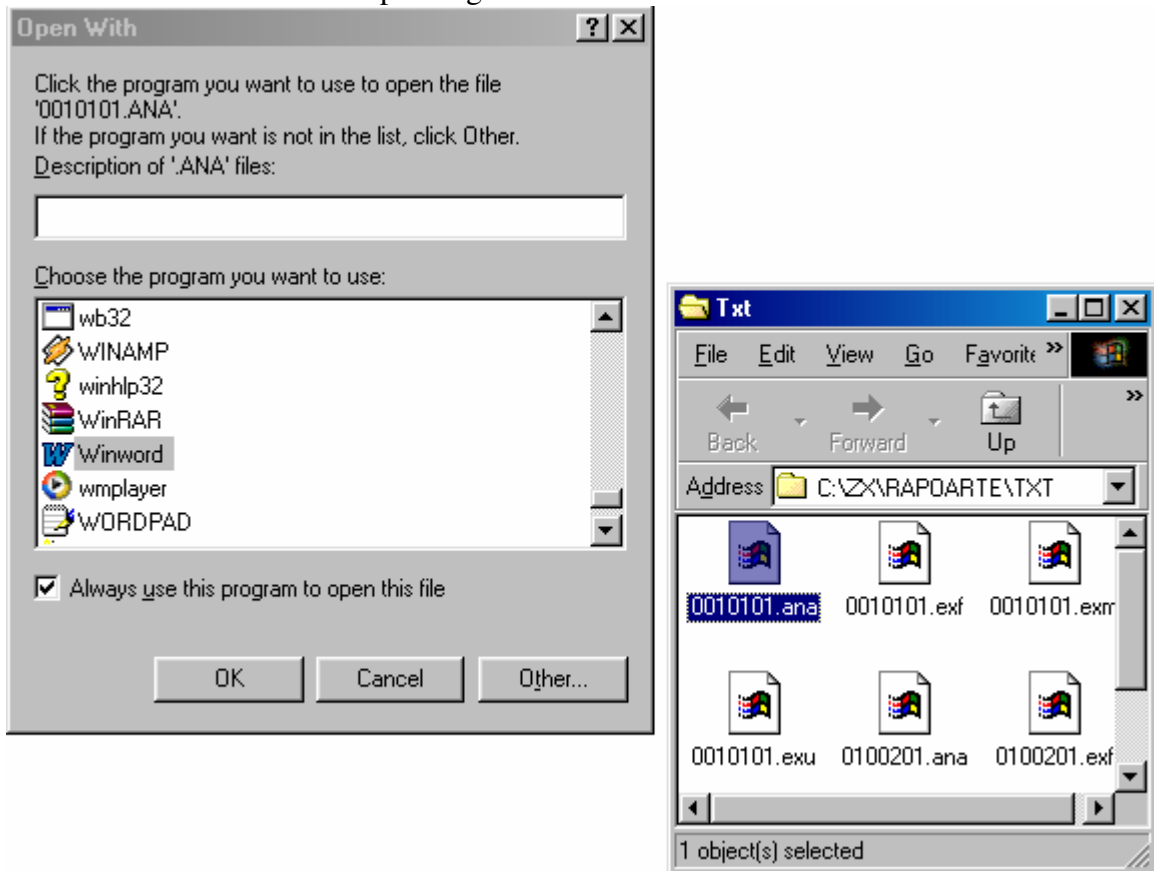 Open With
Click the program you want to use to open the file
'0010101.ANA'.
If the program you want is not in the list, click Other.
Description of '.ANA' files:
Choose the program you want to use:
wb32
WINAMP
winhlp32
WinRAR
Winword
wmplayer
WORDPAD
Always use this program to open this file
OK Cancel Other...
Txt
File Edit View Go Favorite »
Back Forward Up »
Address C:\ZX\RAPOARTE\TXT
0010101.ana 0010101.exf 0010101.exm
0010101.exu 0100201.ana 0100201.exf
1 object(s) selected